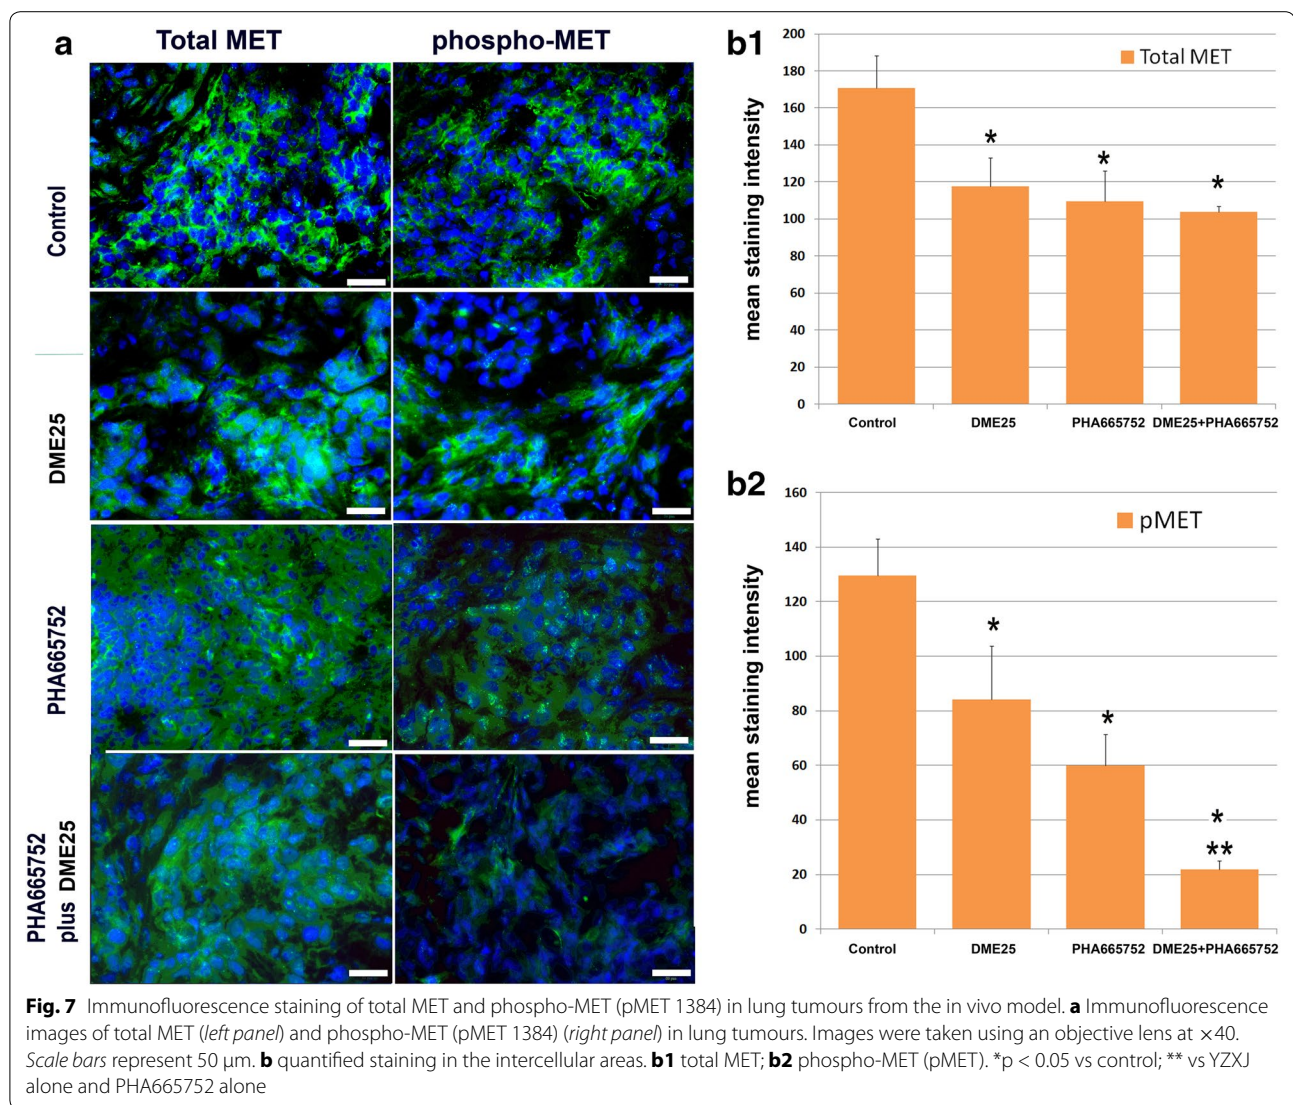 a
Total MET
phospho-MET
Control
DME25
PHA665752
PHA665752
plus DME25
b1
Total MET
mean staining intensity
200
180
160
140
120
100
80
60
40
20
0
*
*
*
Control
DME25
PHA665752
DME25+PHA665752
b2
pMET
mean staining intensity
160
140
120
100
80
60
40
20
0
*
*
*
**
Control
DME25
PHA665752
DME25+PHA665752
Fig. 7 Immunofluorescence staining of total MET and phospho-MET (pMET 1384) in lung tumours from the in vivo model. a Immunofluorescence
images of total MET (left panel) and phospho-MET (pMET 1384) (right panel) in lung tumours. Images were taken using an objective lens at ×40.
Scale bars represent 50 μm. b quantified staining in the intercellular areas. b1 total MET; b2 phospho-MET (pMET). *p < 0.05 vs control; ** vs YZXJ
alone and PHA665752 alone